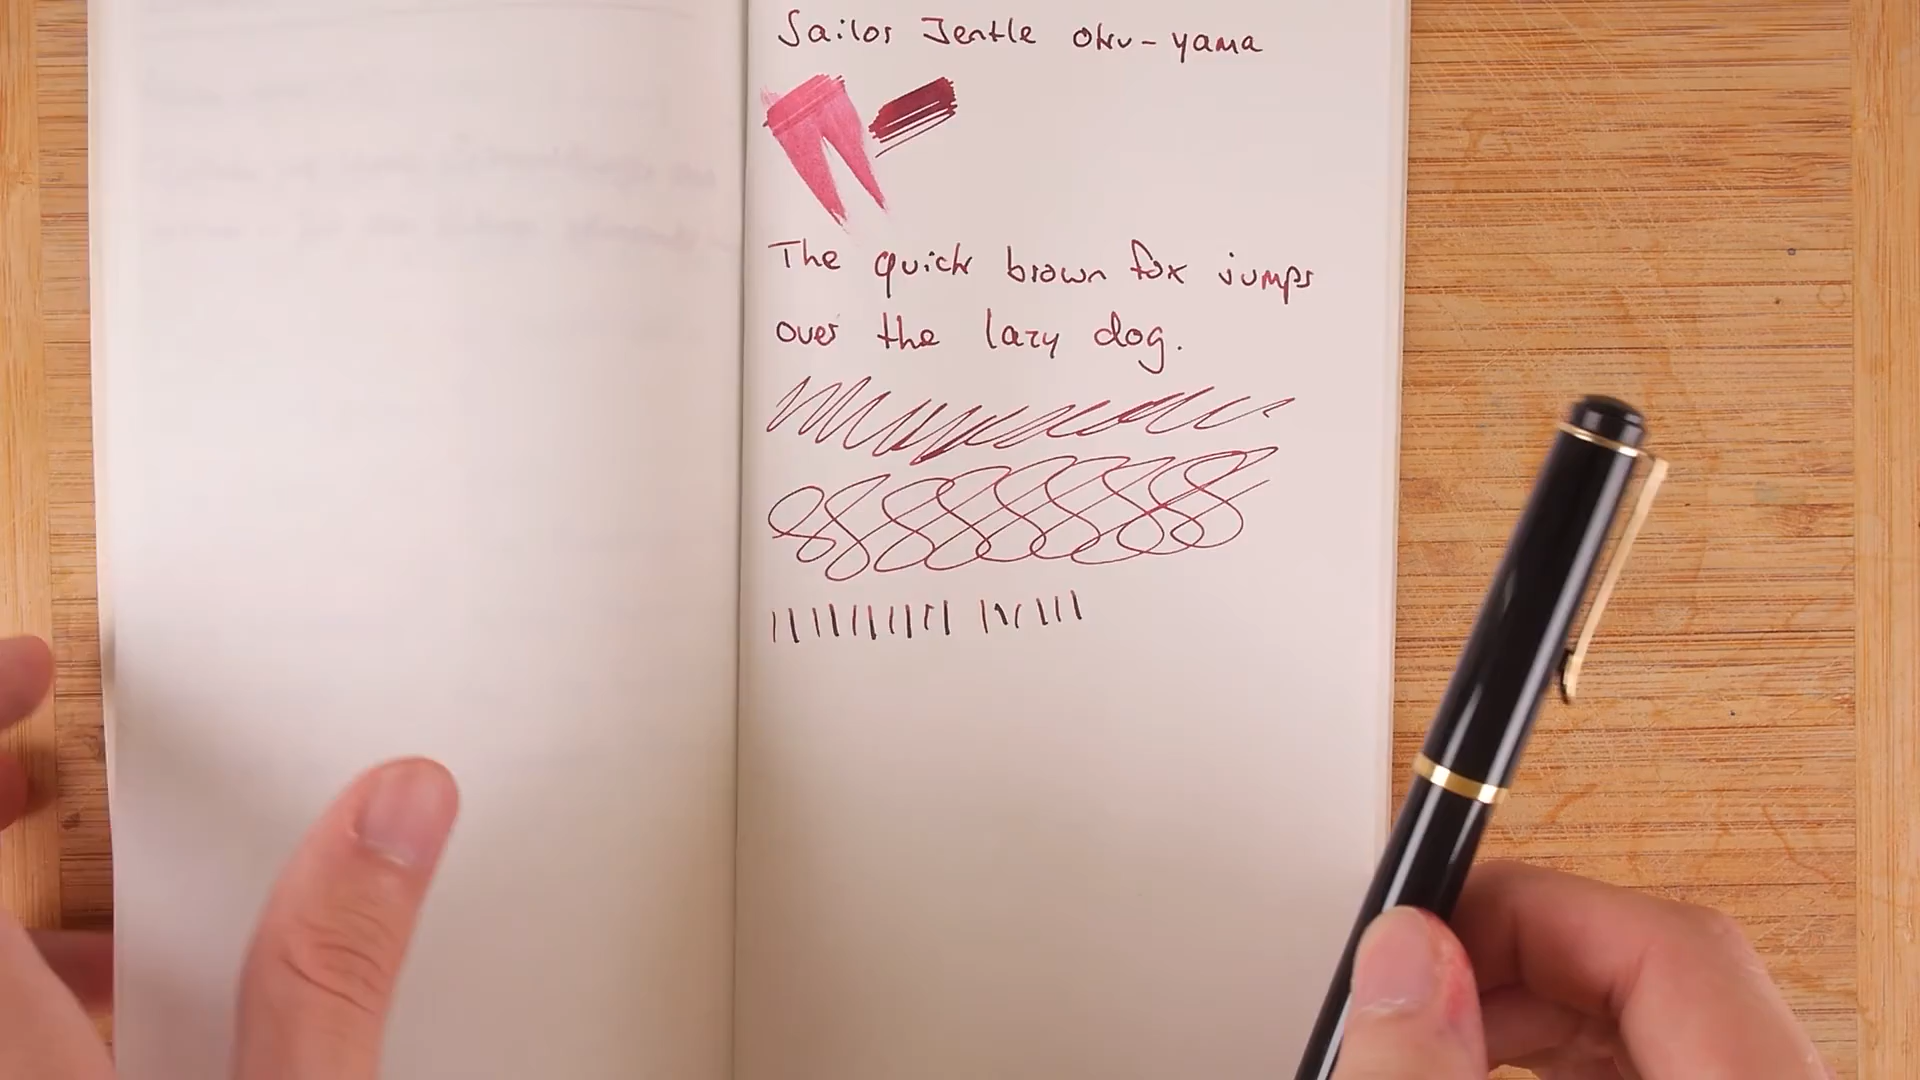 Sailor Jentle Oku-yama
The quick brown fox jumps
over the lazy dog.